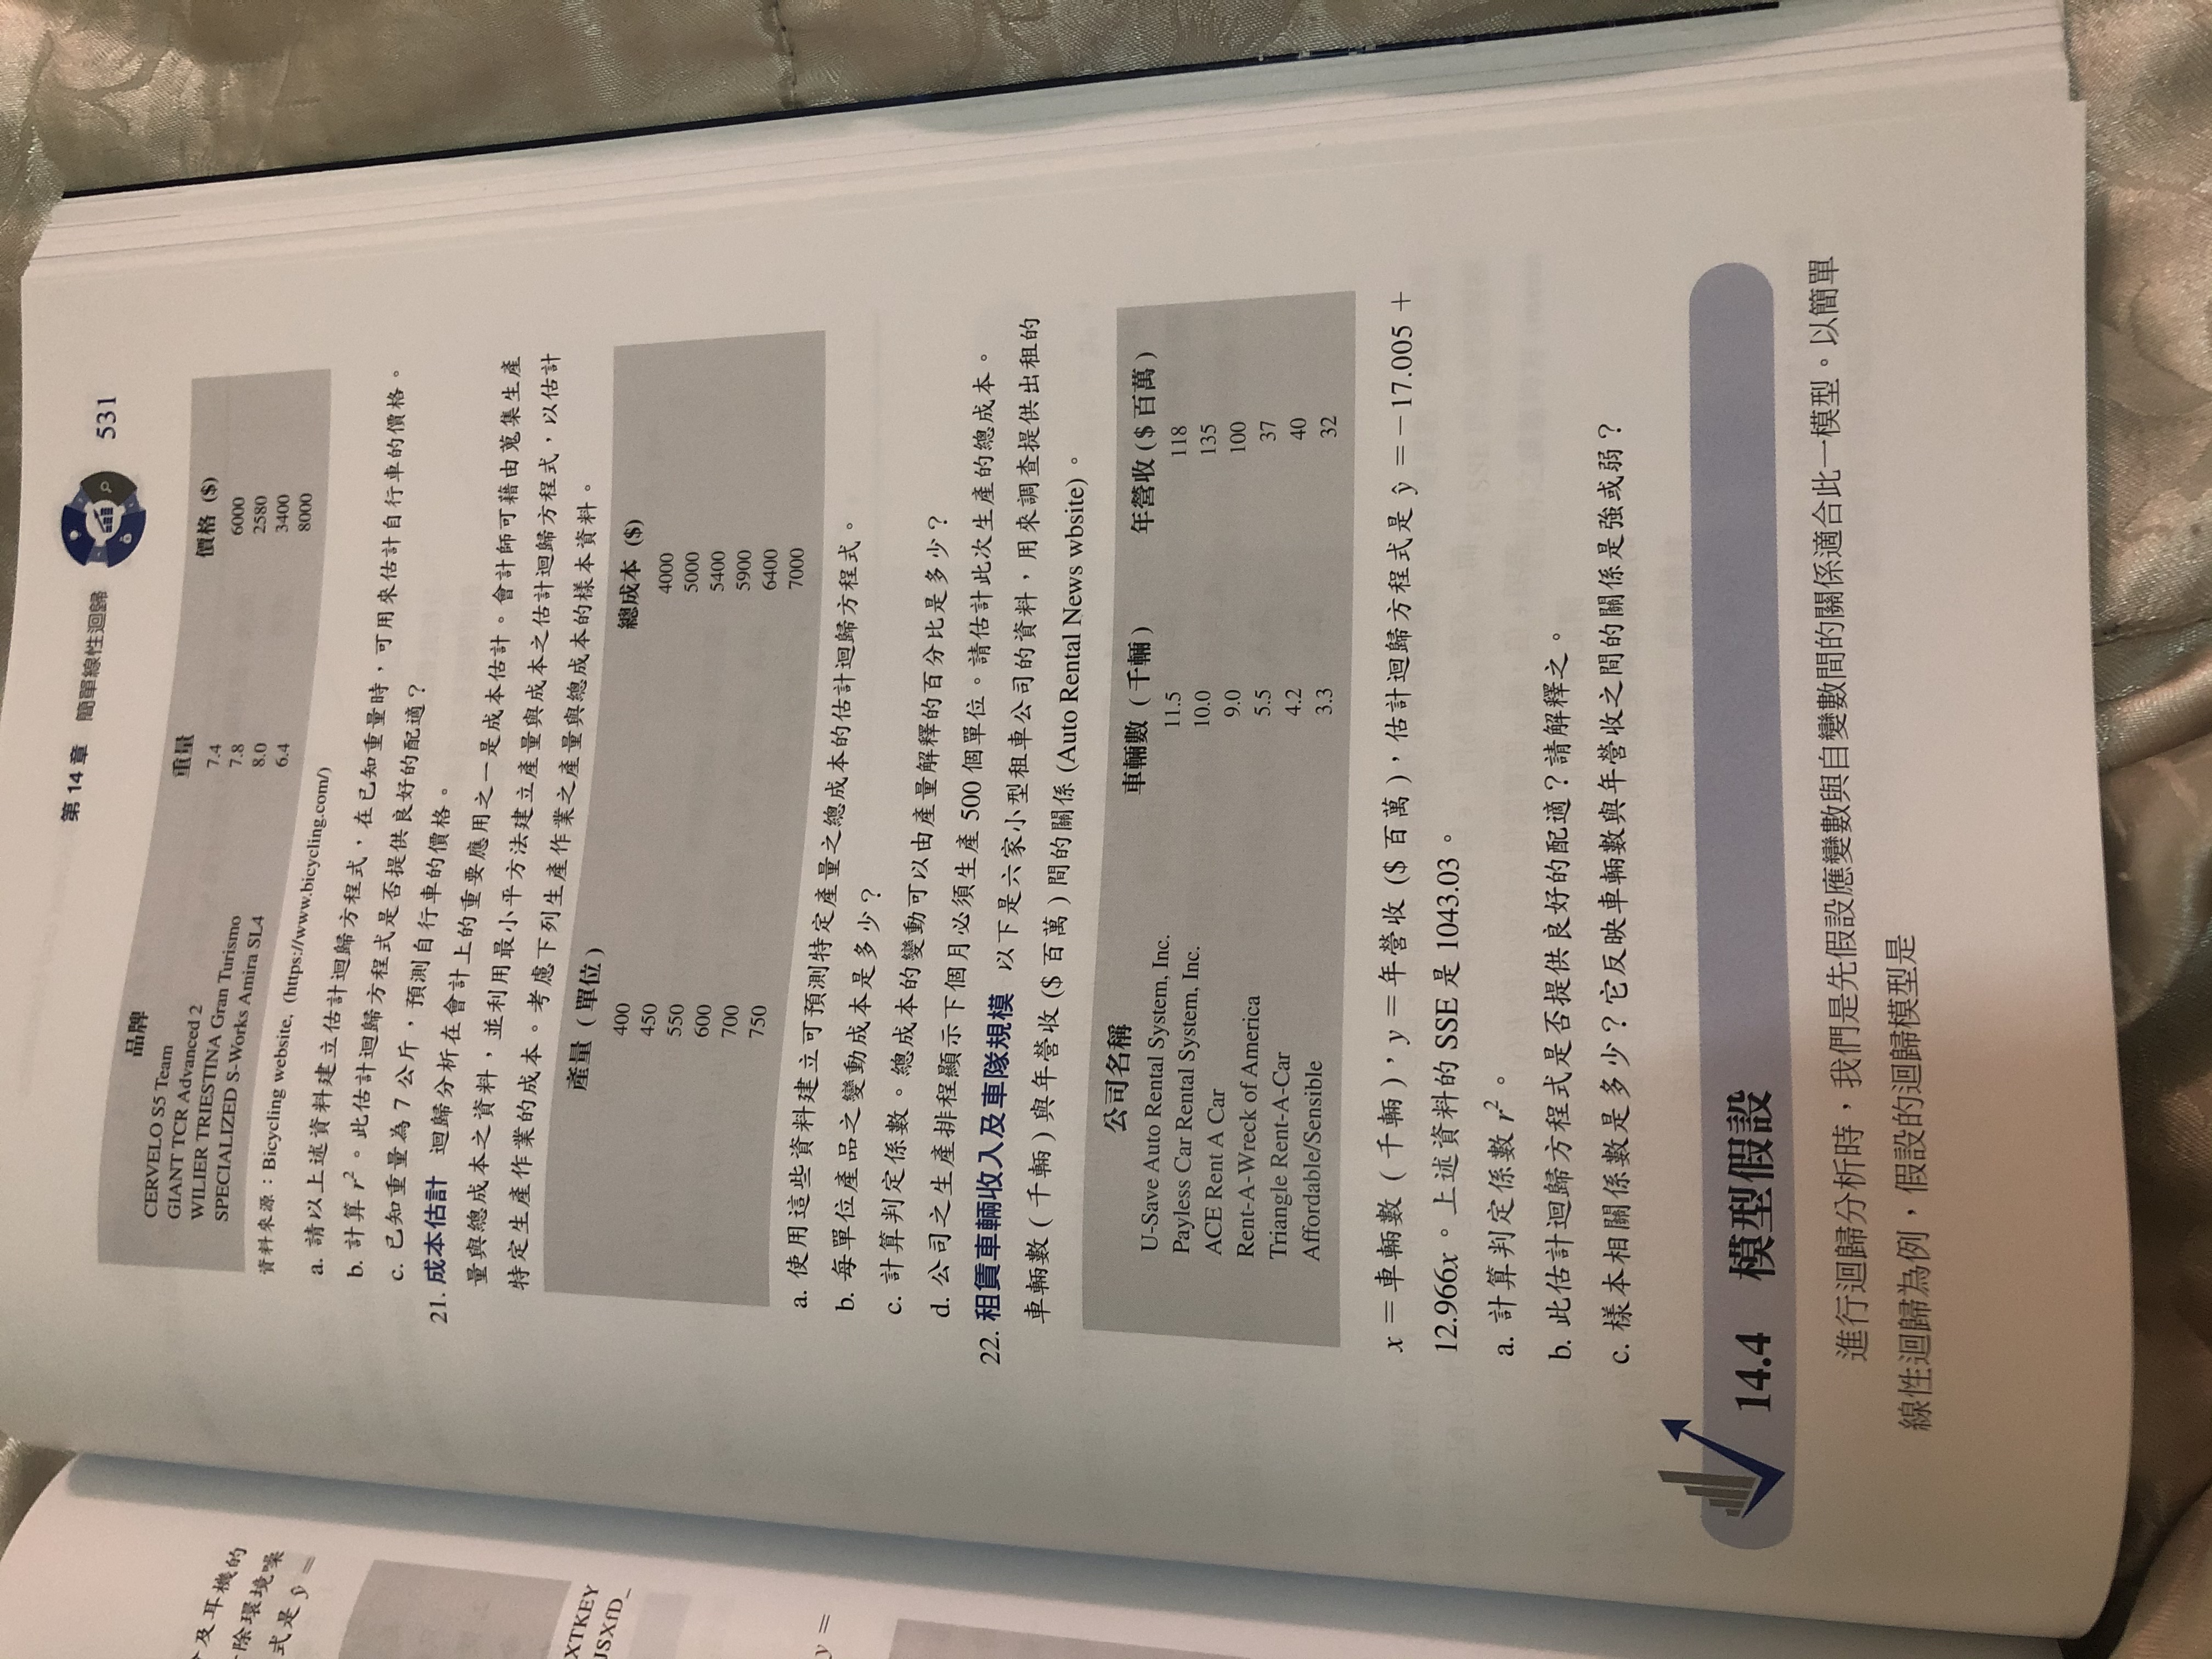 分及耳機的
除環境噪
式是 ŷ =
XTKEY
JSXfD_
y =
第 14 章 簡單線性迴歸 531
品牌 重量 價格 ($)
CERVELO S5 Team 7.4 6000
GIANT TCR Advanced 2 7.8 2580
WILIER TRIESTINA Gran Turismo 8.0 3400
SPECIALIZED S-Works Amira SL4 6.4 8000
資料來源:Bicycling website, (https://www.bicycling.com/)
a. 請以上述資料建立估計迴歸方程式,在已知重量時,可用來估計自行車的價格。
b. 計算 r²。此估計迴歸方程式是否提供良好的配適?
c. 已知重量為 7 公斤,預測自行車的價格。
21. 成本估計 迴歸分析在會計上的重要應用之一是成本估計。會計師可藉由蒐集生產
量與總成本之資料,並利用最小平方法建立產量與成本之估計迴歸方程式,以估計
特定生產作業的成本。考慮下列生產作業之產量與總成本的樣本資料。
產量 (單位) 總成本 ($)
400 4000
450 5000
550 5400
600 5900
700 6400
750 7000
a. 使用這些資料建立可預測特定產量之總成本的估計迴歸方程式。
b. 每單位產品之變動成本是多少?
c. 計算判定係數。總成本的變動可以由產量解釋的百分比是多少?
d. 公司之生產排程顯示下個月必須生產 500 個單位。請估計此次生產的總成本。
22. 租賃車輛收入及車隊規模 以下是六家小型租車公司的資料,用來調查提供出租的
車輛數 (千輛) 與年營收 ($ 百萬) 間的關係 (Auto Rental News wbsite)。
公司名稱 車輛數 (千輛) 年營收 ($ 百萬)
U-Save Auto Rental System, Inc. 11.5 118
Payless Car Rental System, Inc. 10.0 135
ACE Rent A Car 9.0 100
Rent-A-Wreck of America 5.5 37
Triangle Rent-A-Car 4.2 40
Affordable/Sensible 3.3 32
x = 車輛數 (千輛),y = 年營收 ($ 百萬),估計迴歸方程式是 ŷ = −17.005 +
12.966x。上述資料的 SSE 是 1043.03。
a. 計算判定係數 r²。
b. 此估計迴歸方程式是否提供良好的配適?請解釋之。
c. 樣本相關係數是多少?它反映車輛數與年營收之間的關係是強或弱?
14.4 模型假設
進行迴歸分析時,我們是先假設應變數與自變數間的關係適合此一模型。以簡單
線性迴歸為例,假設的迴歸模型是